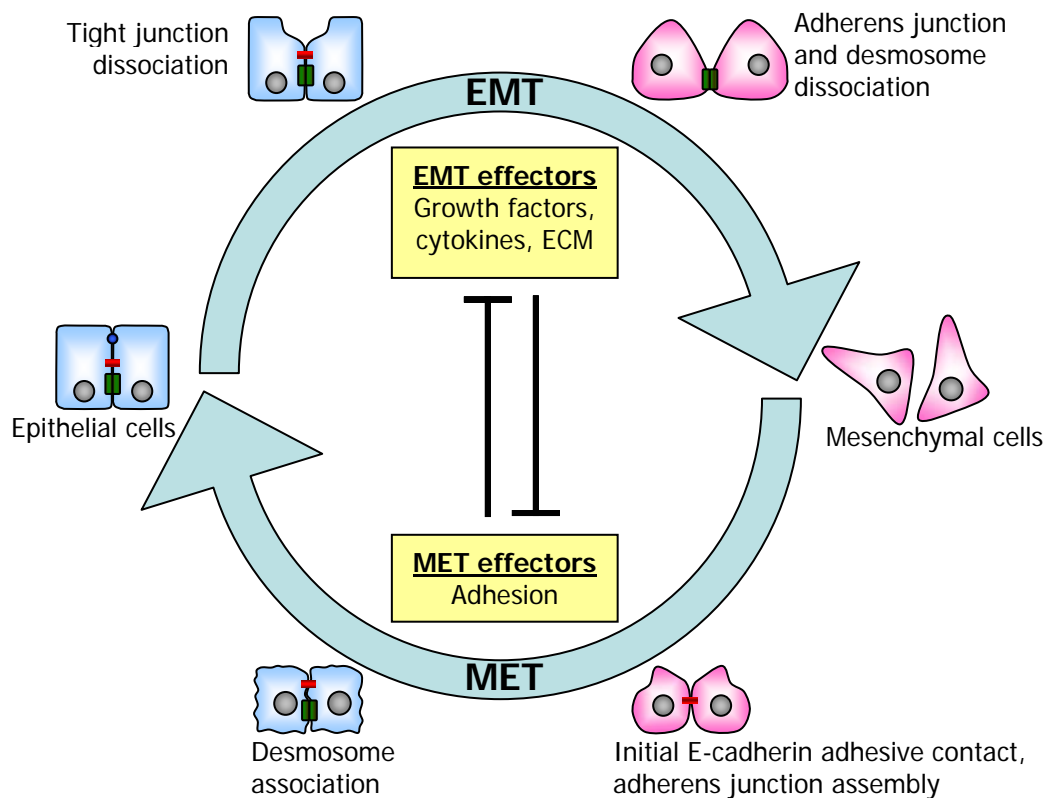 Tight junction
dissociation
Adherens junction
and desmosome
dissociation
EMT
EMT effectors
Growth factors,
cytokines, ECM
Epithelial cells
Mesenchymal cells
MET effectors
Adhesion
MET
Desmosome
association
Initial E-cadherin adhesive contact,
adherens junction assembly